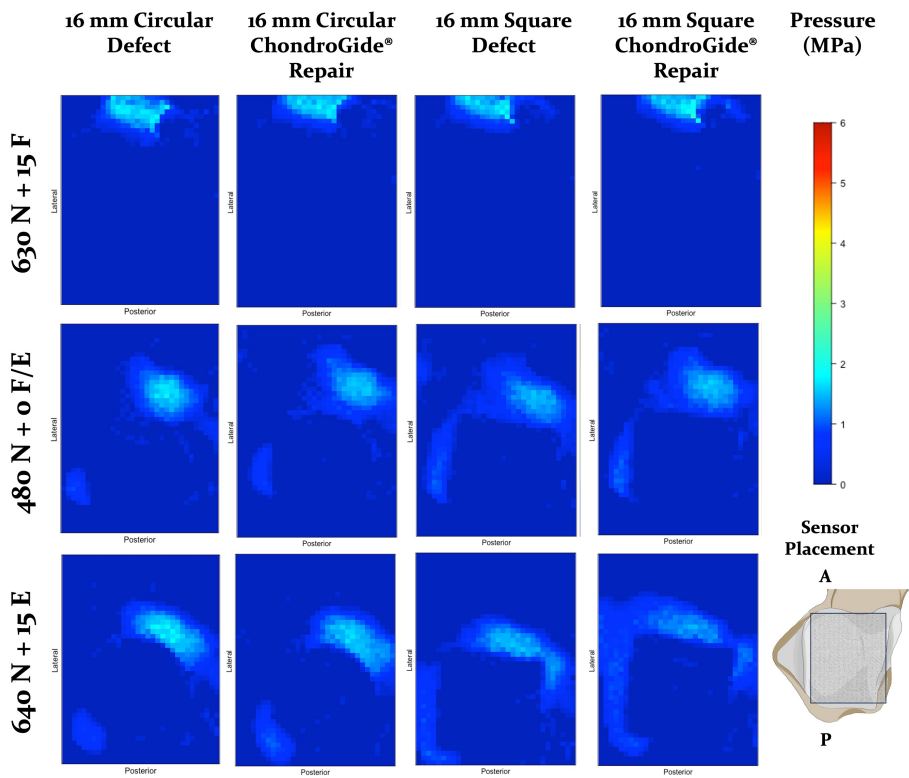 16 mm Circular
Defect
16 mm Circular
ChondroGide®
Repair
16 mm Square
Defect
16 mm Square
ChondroGide®
Repair
Pressure
(MPa)
630 N + 15 F
Lateral
Posterior
Lateral
Posterior
Lateral
Posterior
Lateral
Posterior
6
5
4
3
2
1
0
480 N + 0 F/E
Lateral
Posterior
Lateral
Posterior
Lateral
Posterior
Lateral
Posterior
640 N + 15 E
Lateral
Posterior
Lateral
Posterior
Lateral
Posterior
Lateral
Posterior
Sensor
Placement
A
P